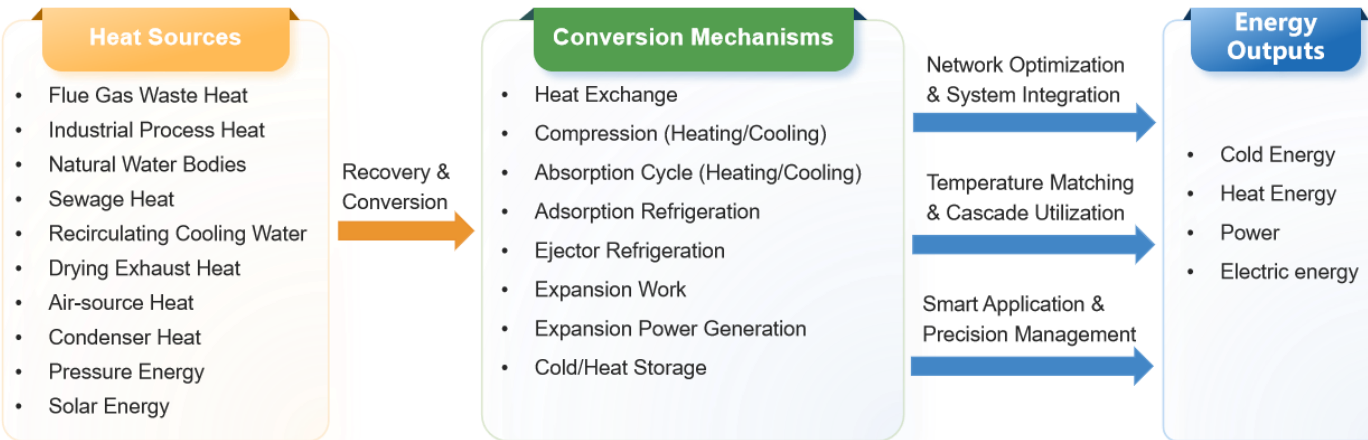 Heat Sources
• Flue Gas Waste Heat
• Industrial Process Heat
• Natural Water Bodies
• Sewage Heat
• Recirculating Cooling Water
• Drying Exhaust Heat
• Air-source Heat
• Condenser Heat
• Pressure Energy
• Solar Energy
Recovery &
Conversion
Conversion Mechanisms
• Heat Exchange
• Compression (Heating/Cooling)
• Absorption Cycle (Heating/Cooling)
• Adsorption Refrigeration
• Ejector Refrigeration
• Expansion Work
• Expansion Power Generation
• Cold/Heat Storage
Network Optimization
& System Integration
Temperature Matching
& Cascade Utilization
Smart Application &
Precision Management
Energy
Outputs
• Cold Energy
• Heat Energy
• Power
• Electric energy